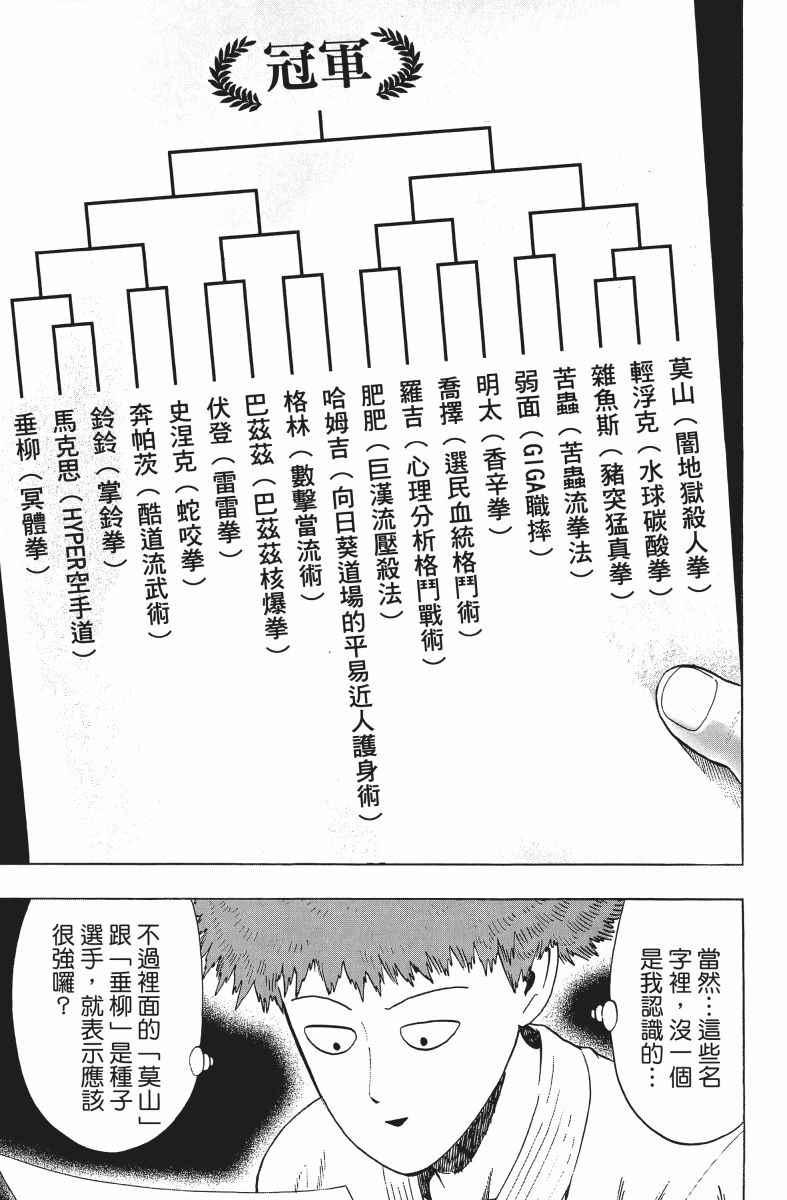 冠軍
莫山（闇地獄殺人拳）
輕浮克（水球碳酸拳）
雜魚斯（豬突猛真拳）
苦蟲（苦蟲流拳法）
弱面（GIGA職摔）
明太（香辛拳）
喬擇（選民血統格鬥術）
羅吉（心理分析格鬥戰術）
肥肥（巨漢流壓殺法）
哈姆吉（向日葵道場的平易近人護身術）
格林（數擊當流術）
巴茲茲（巴茲茲核爆拳）
伏登（雷雷拳）
史涅克（蛇咬拳）
奔帕茨（酷道流武術）
鈴鈴（掌鈴拳）
馬克思（HYPER空手道）
垂柳（冥體拳）
當然…這些名
字裡，沒一個
是我認識的…
不過裡面的「莫山」
跟「垂柳」是種子
選手，就表示應該
很強囉？